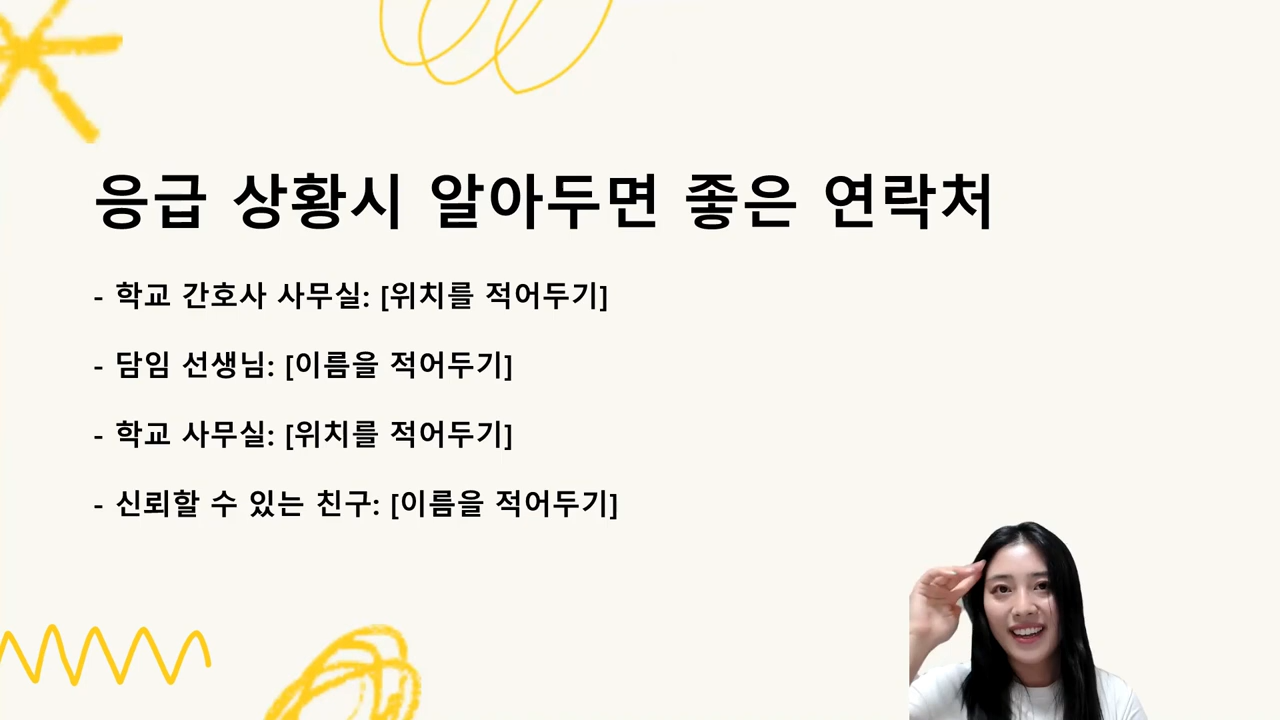 응급 상황시 알아두면 좋은 연락처
- 학교 간호사 사무실: [위치를 적어두기]
- 담임 선생님: [이름을 적어두기]
- 학교 사무실: [위치를 적어두기]
- 신뢰할 수 있는 친구: [이름을 적어두기]